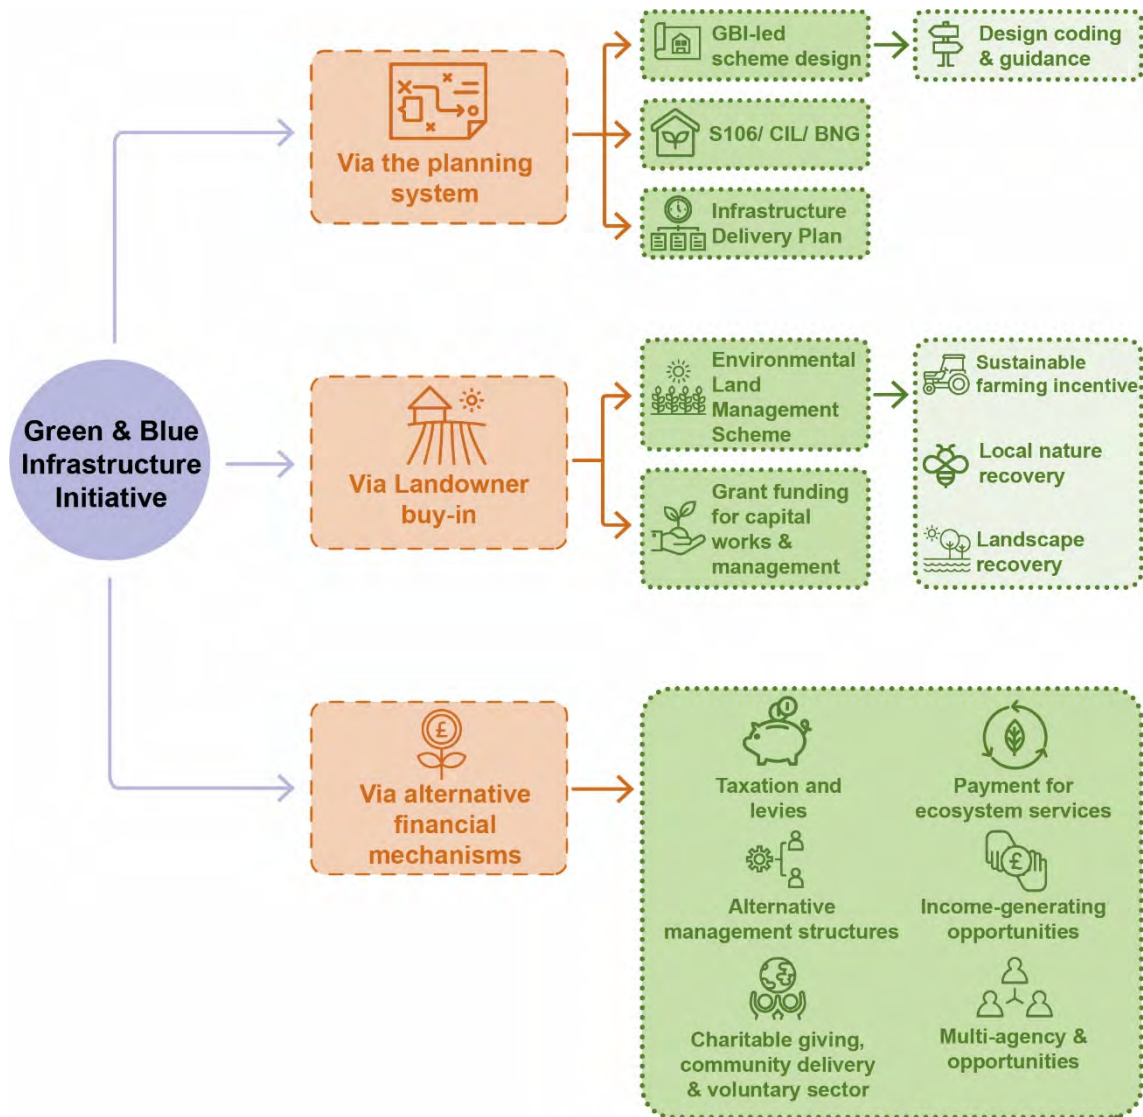 GBI-led
scheme design
Design coding
& guidance
Via the planning
system
S106/ CIL/ BNG
Infrastructure
Delivery Plan
Green & Blue
Infrastructure
Initiative
Via Landowner
buy-in
Environmental
Land
Management
Scheme
Sustainable
farming incentive
Local nature
recovery
Landscape
recovery
Grant funding
for capital
works &
management
£
Via alternative
financial
mechanisms
Taxation and
levies
Payment for
ecosystem services
Alternative
management structures
£
Income-generating
opportunities
Charitable giving,
community delivery
& voluntary sector
Multi-agency &
opportunities